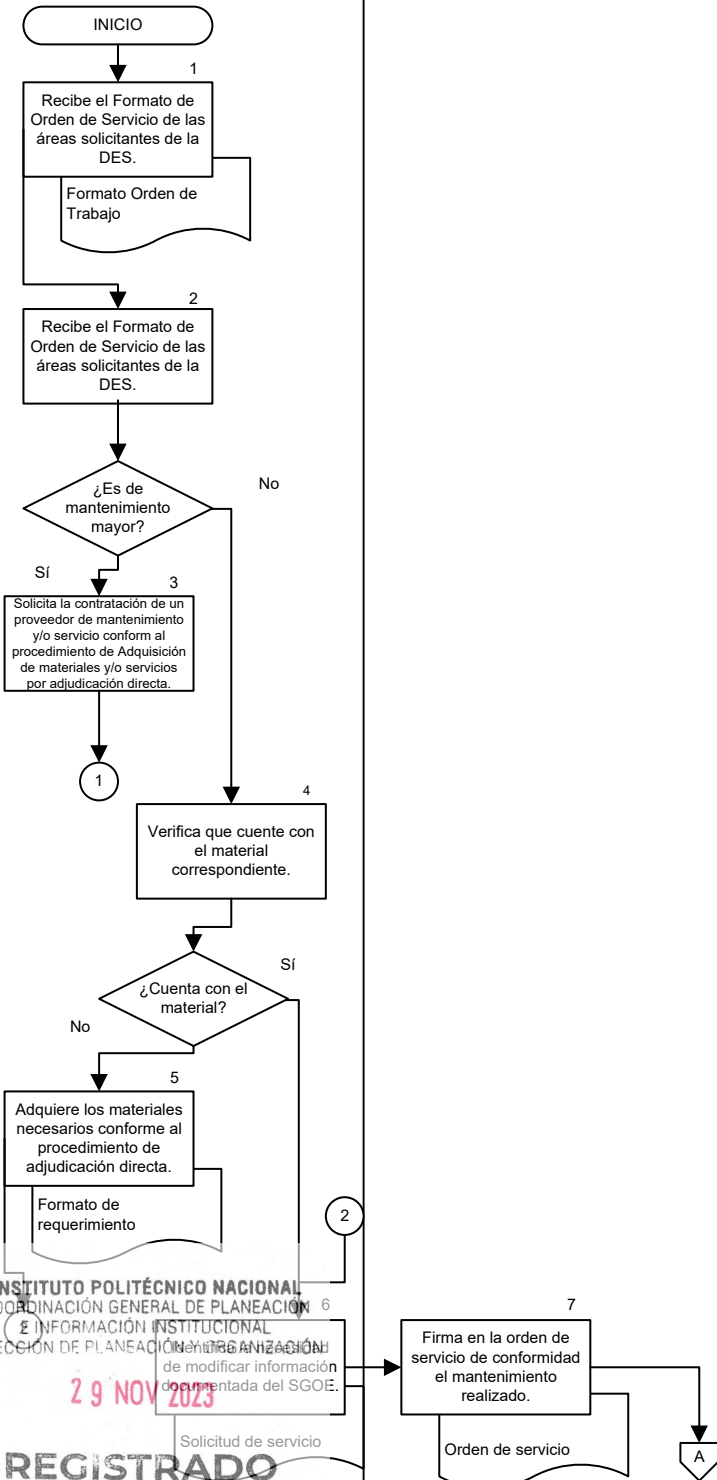 INICIO
1
Recibe el Formato de
Orden de Servicio de las
áreas solicitantes de la
DES.
Formato Orden de
Trabajo
2
Recibe el Formato de
Orden de Servicio de las
áreas solicitantes de la
DES.
¿Es de
mantenimiento
mayor?
No
Sí
3
Solicita la contratación de un
proveedor de mantenimiento
y/o servicio conform al
procedimiento de Adquisición
de materiales y/o servicios
por adjudicación directa.
1
4
Verifica que cuente con
el material
correspondiente.
¿Cuenta con el
material?
Sí
No
5
Adquiere los materiales
necesarios conforme al
procedimiento de
adjudicación directa.
Formato de
requerimiento
2
INSTITUTO POLITÉCNICO NACIONAL
COORDINACIÓN GENERAL DE PLANEACIÓN
E INFORMACIÓN INSTITUCIONAL
DIRECCIÓN DE PLANEACIÓN Y ORGANIZACIÓN
29 NOV 2023
REGISTRADO
2
6
Identifica la necesidad
de modificar información
documentada del SGOE.
Solicitud de servicio
7
Firma en la orden de
servicio de conformidad
el mantenimiento
realizado.
Orden de servicio
A